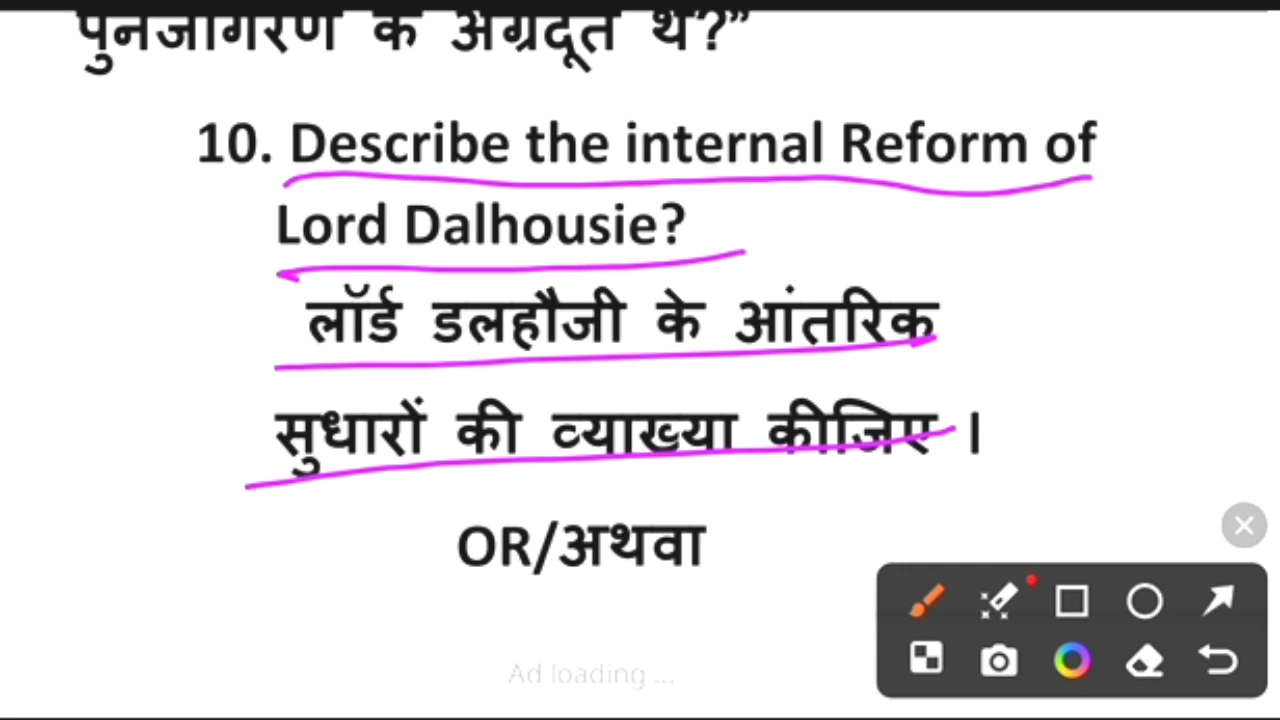 पुनर्जागरण के अग्रदूत थे?”
10. Describe the internal Reform of
Lord Dalhousie?
लॉर्ड डलहौजी के आंतरिक
सुधारों की व्याख्या कीजिए ।
OR/अथवा
Ad loading ...